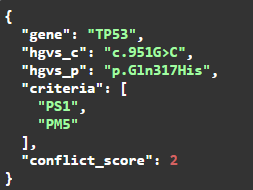 {
  "gene": "TP53",
  "hgvs_c": "c.951G>C",
  "hgvs_p": "p.Gln317His",
  "criteria": [
    "PS1",
    "PM5"
  ],
  "conflict_score": 2
}